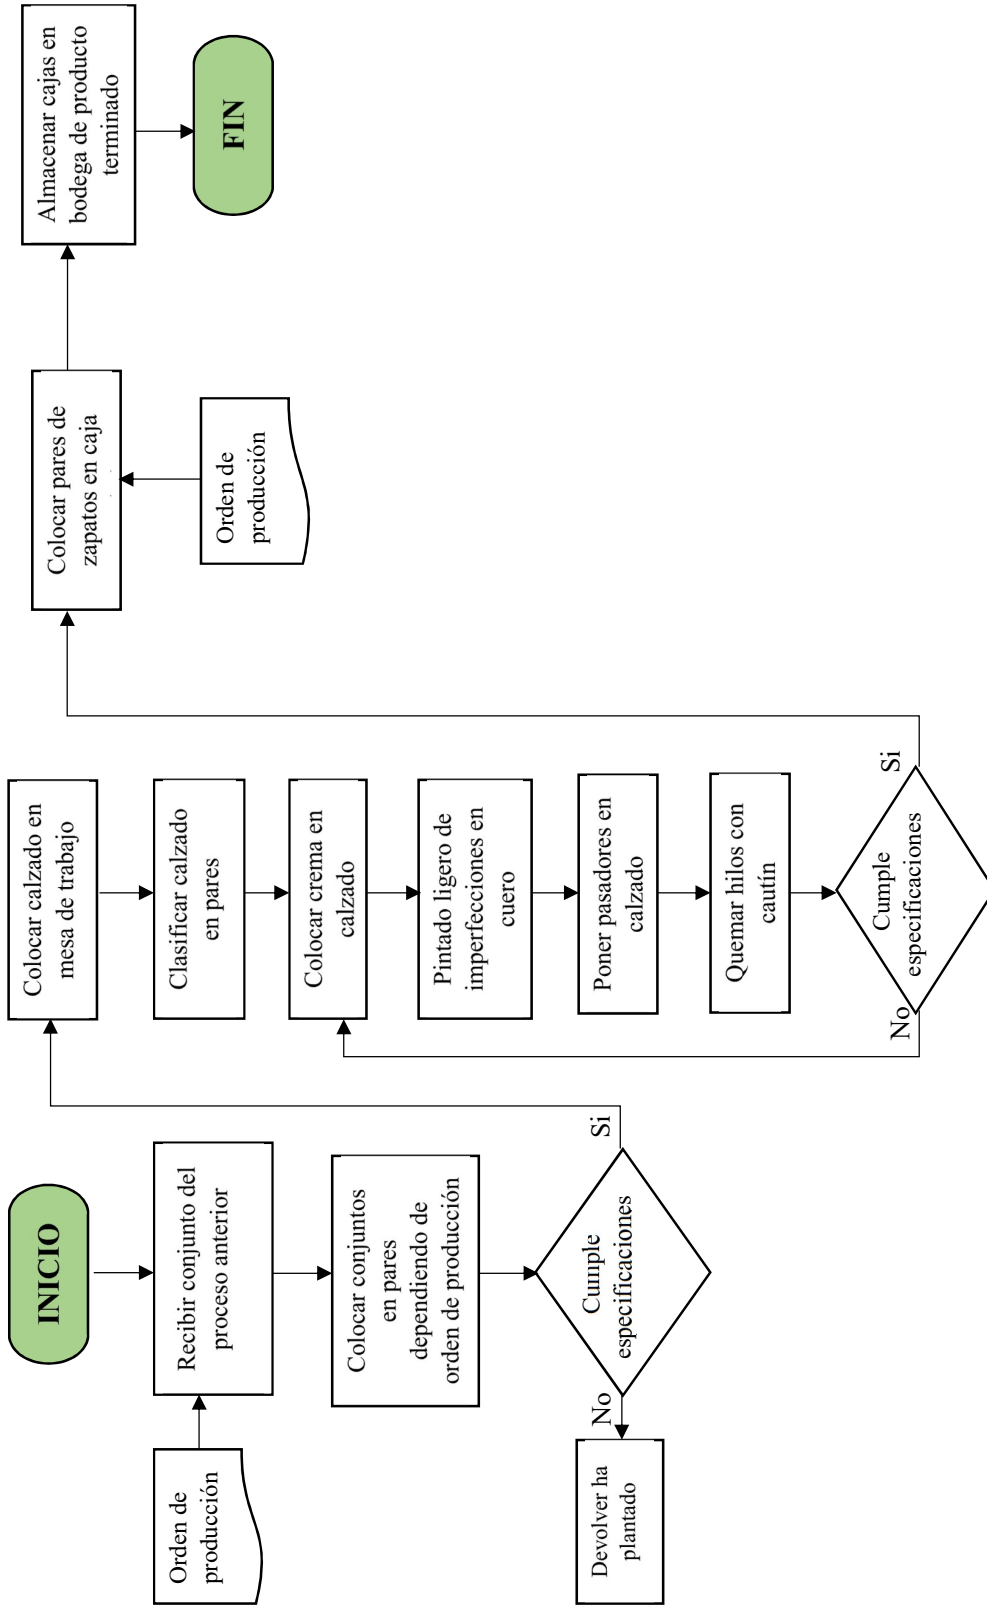 INICIO
Orden de
producción
Recibir conjunto del
proceso anterior
Colocar conjuntos
en pares
dependiendo de
orden de producción
Cumple
especificaciones
No
Si
Devolver ha
plantado
Colocar calzado en
mesa de trabajo
Clasificar calzado
en pares
Colocar crema en
calzado
Pintado ligero de
imperfecciones en
cuero
Poner pasadores en
calzado
Quemar hilos con
cautín
Cumple
especificaciones
No
Si
Colocar pares de
zapatos en caja
Orden de
producción
Almacenar cajas en
bodega de producto
terminado
FIN